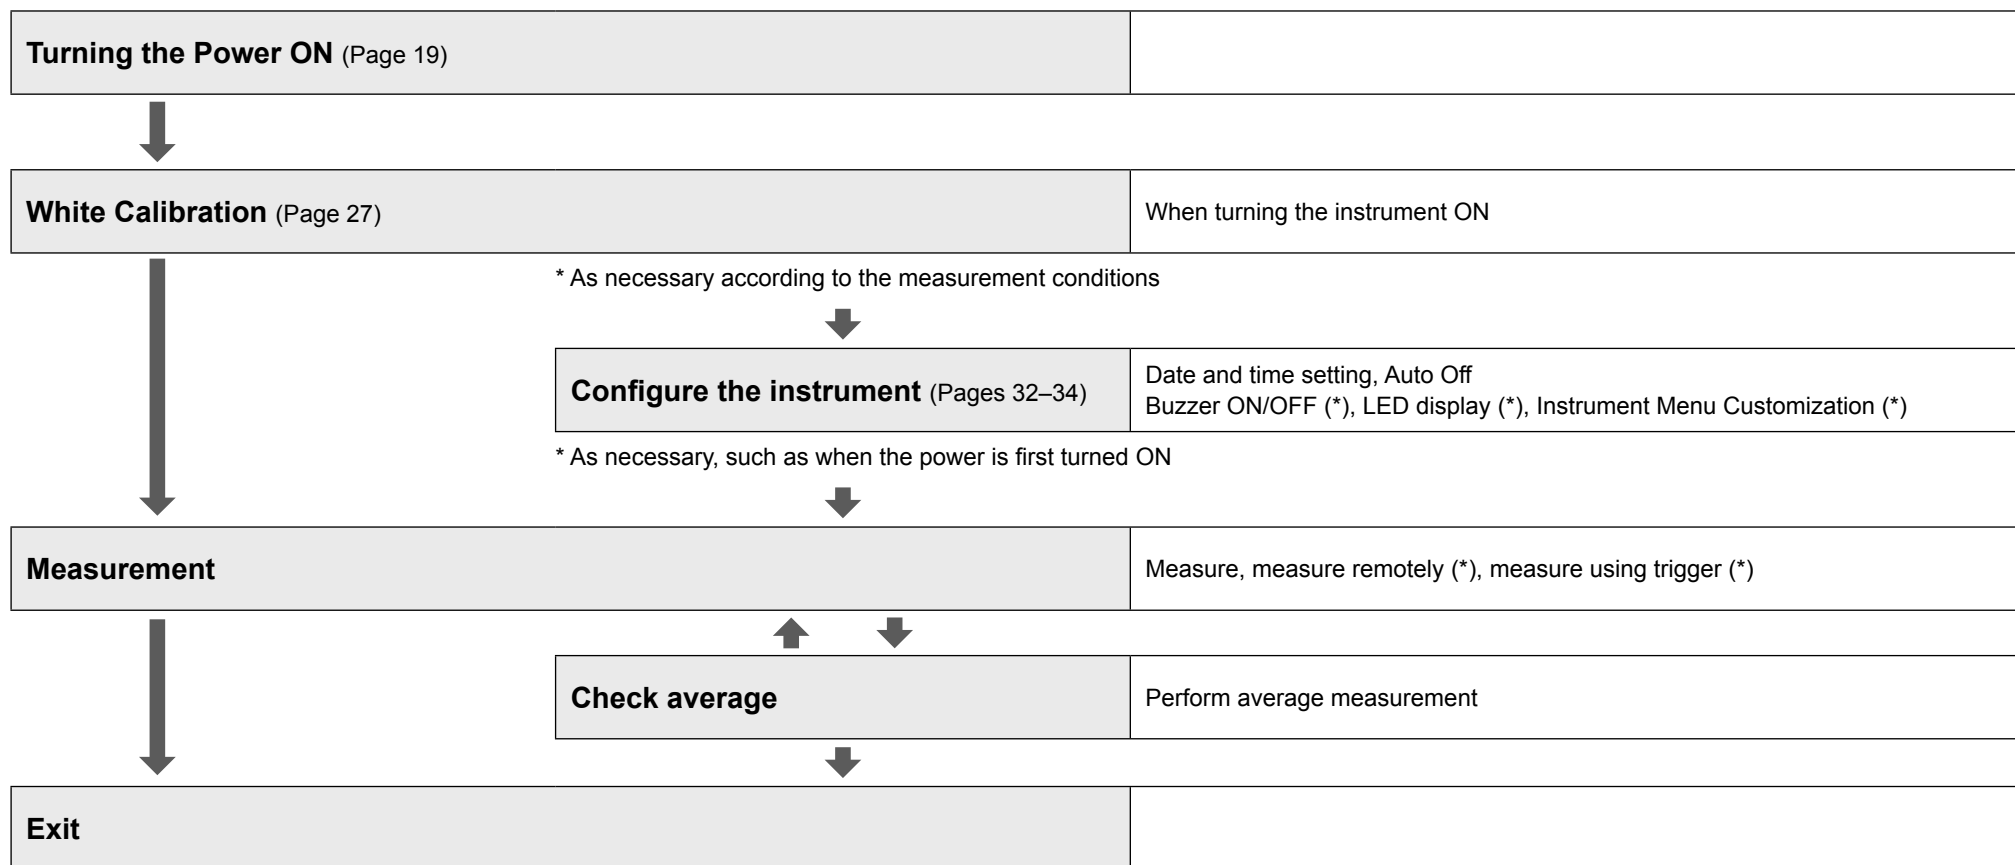 Turning the Power ON (Page 19)
White Calibration (Page 27)
When turning the instrument ON
* As necessary according to the measurement conditions
Configure the instrument (Pages 32–34)
Date and time setting, Auto Off
Buzzer ON/OFF (*), LED display (*), Instrument Menu Customization (*)
* As necessary, such as when the power is first turned ON
Measurement
Measure, measure remotely (*), measure using trigger (*)
Check average
Perform average measurement
Exit